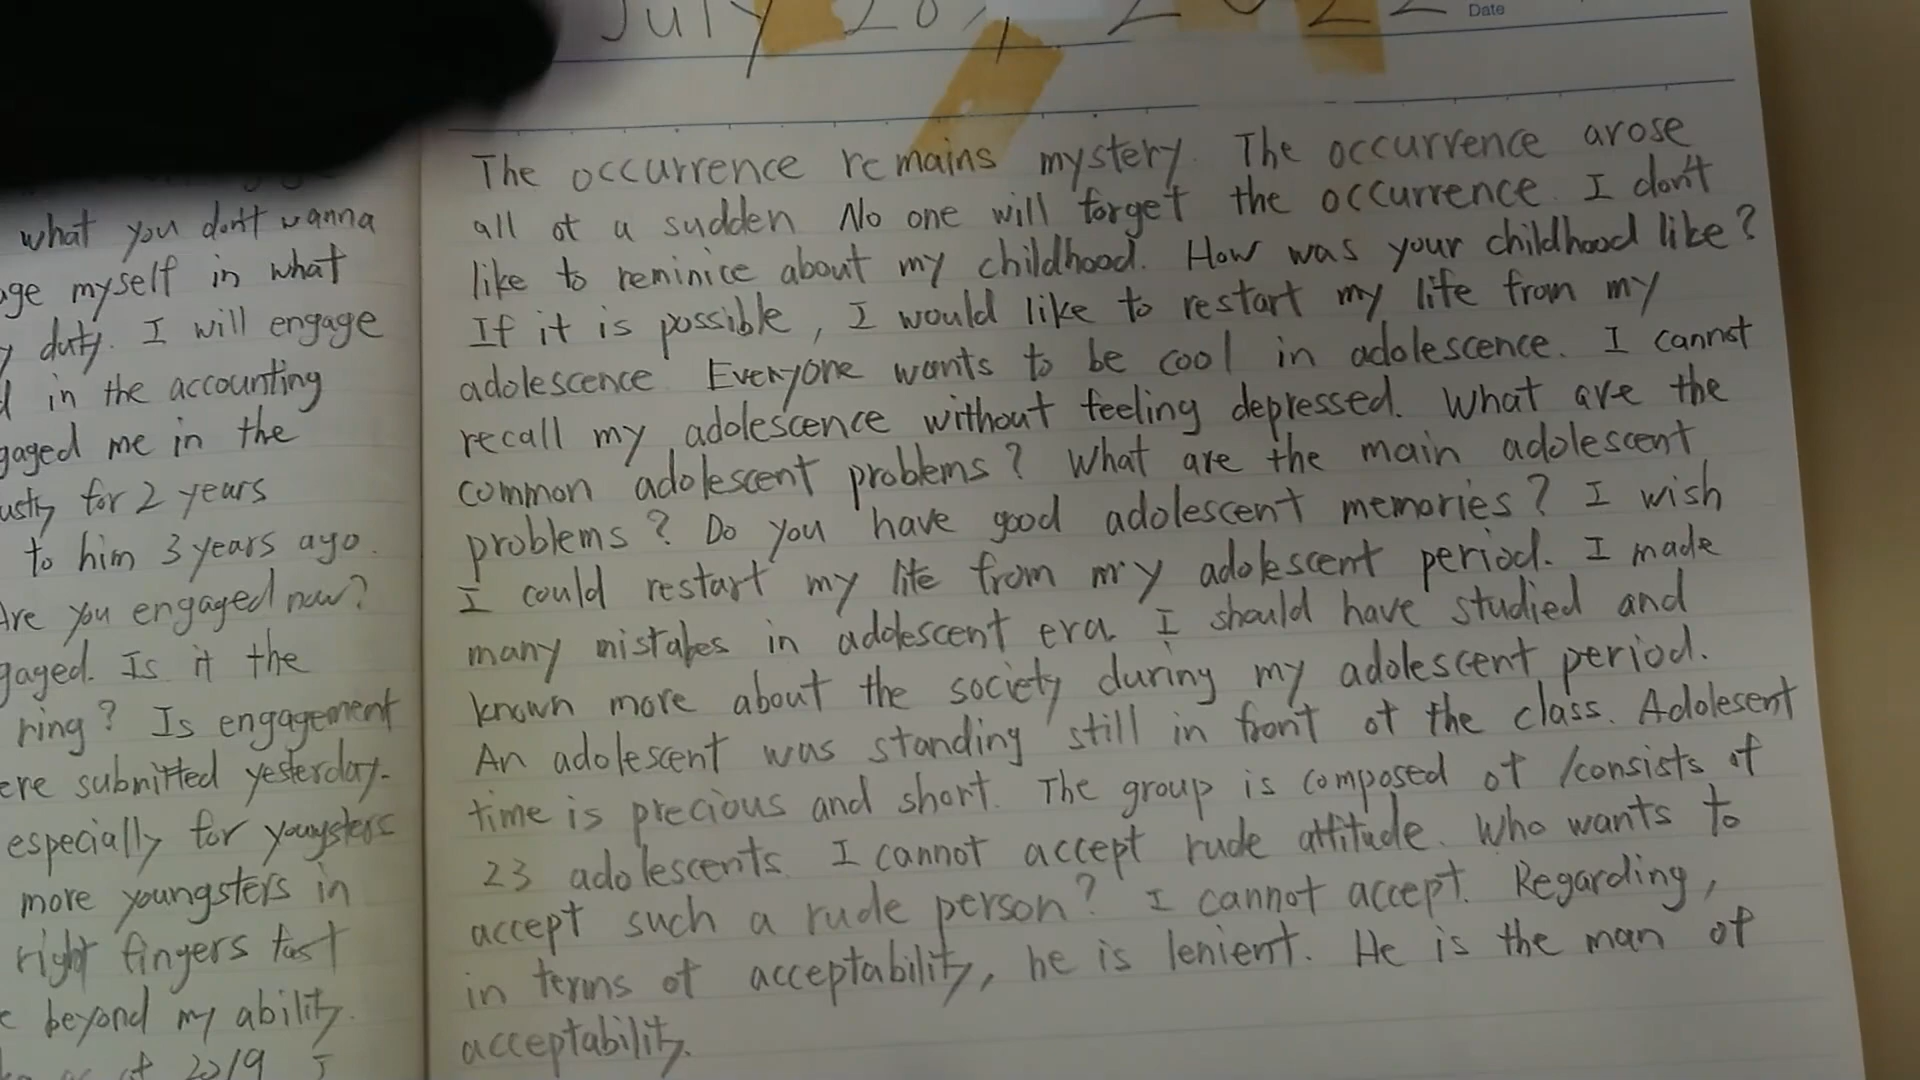 July 20, 2022
Date
what you don't wanna
age myself in what
duty. I will engage
in the accounting
gaged me in the
for 2 years
to him 3 years ago.
Are you engaged now?
gaged. Is it the
ring? Is engagement
ere submitted yesterday.
especially for youngsters
more youngsters in
right fingers fast
beyond my ability.
2019 I
The occurrence remains mystery. The occurrence arose
all of a sudden. No one will forget the occurrence. I don't
like to reminice about my childhood. How was your childhood like?
If it is possible, I would like to restart my life from my
adolescence. Everyone wants to be cool in adolescence. I cannot
recall my adolescence without feeling depressed. What are the
common adolescent problems? What are the main adolescent
problems? Do you have good adolescent memories? I wish
I could restart my life from my adolescent period. I made
many mistakes in adolescent era. I should have studied and
known more about the society during my adolescent period.
An adolescent was standing still in front of the class. Adolesent
time is precious and short. The group is composed of /consists of
23 adolescents. I cannot accept rude attitude. Who wants to
accept such a rude person? I cannot accept. Regarding,
in terms of acceptability, he is lenient. He is the man of
acceptability.